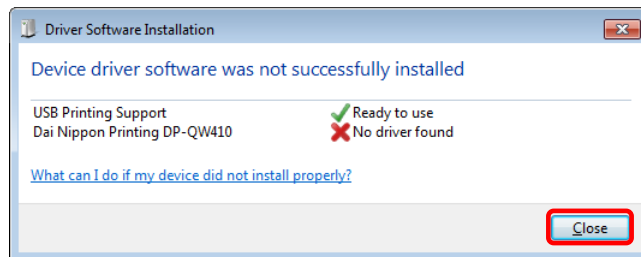 Driver Software Installation
Device driver software was not successfully installed
USB Printing Support Ready to use
Dai Nippon Printing DP-QW410 No driver found
What can I do if my device did not install properly?
Close